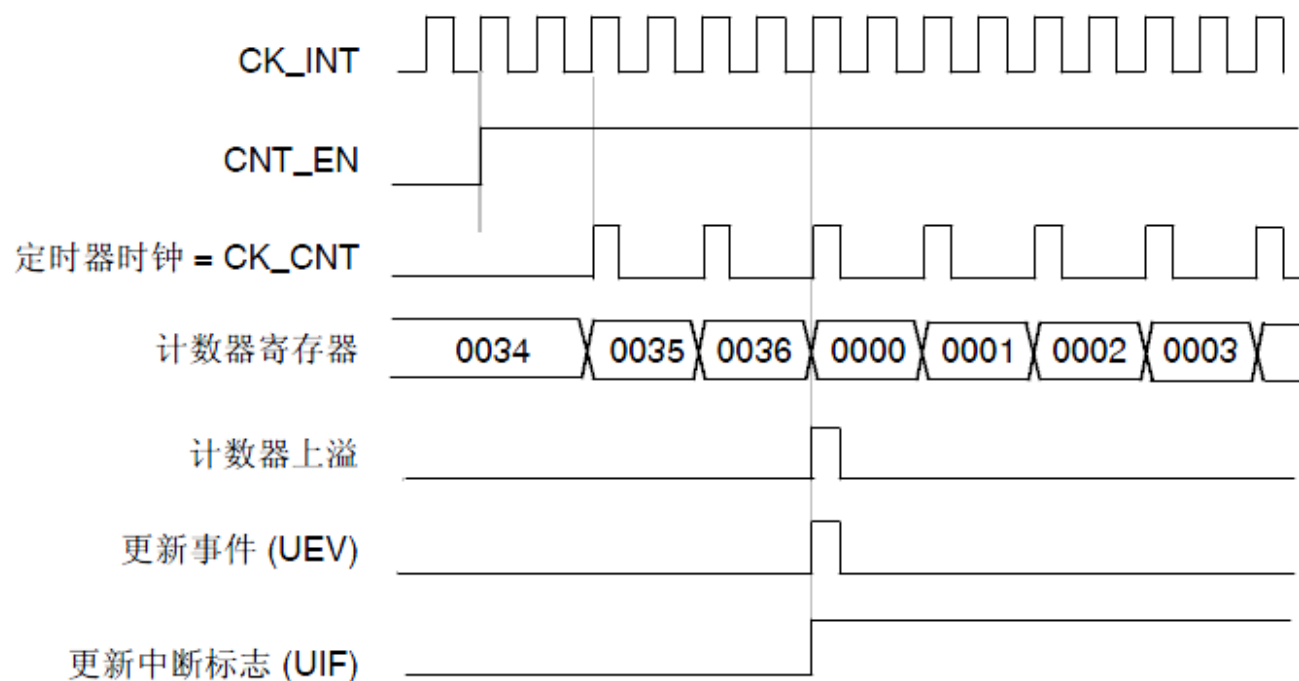 CK_INT
CNT_EN
定时器时钟 = CK_CNT
计数器寄存器 0034 0035 0036 0000 0001 0002 0003
计数器上溢
更新事件 (UEV)
更新中断标志 (UIF)